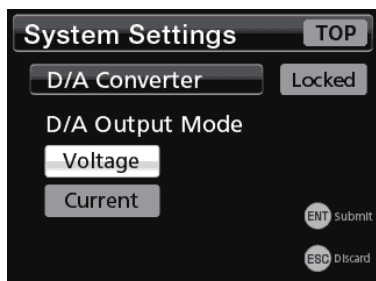 System Settings TOP
D/A Converter Locked
D/A Output Mode
Voltage
Current
ENT Submit
ESC Discard